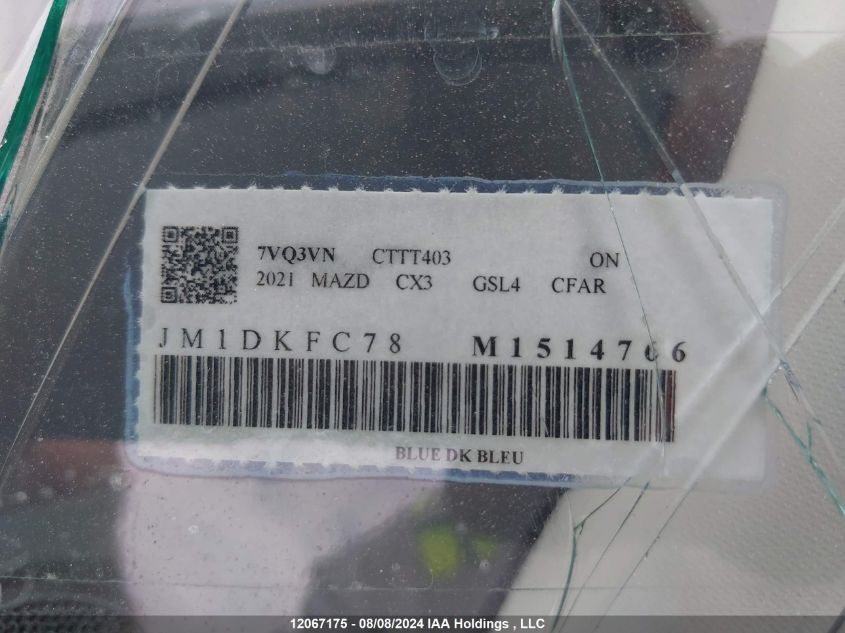 7VQ3VN CTTT403 ON
2021 MAZD CX3 GSL4 CFAR
JM1DKFC78 M1514766
BLUE DK BLEU
12067175 - 08/08/2024 IAA Holdings , LLC